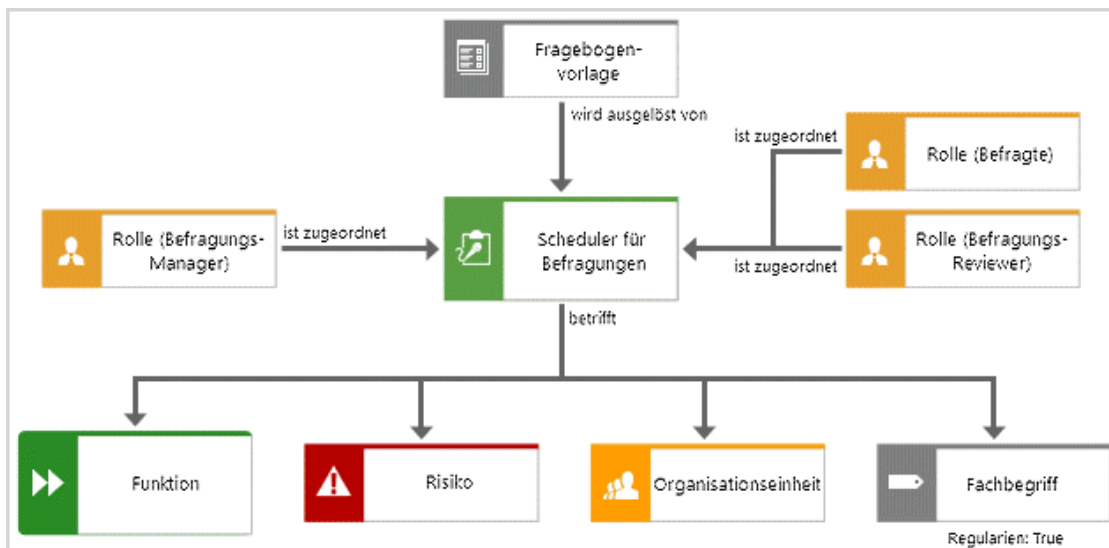 Fragebogen-
vorlage
wird ausgelöst von
ist zugeordnet
Rolle (Befragte)
Rolle (Befragungs-
Manager)
ist zugeordnet
Scheduler für
Befragungen
ist zugeordnet
Rolle (Befragungs-
Reviewer)
betrifft
Funktion
Risiko
Organisationseinheit
Fachbegriff
Regularien: True